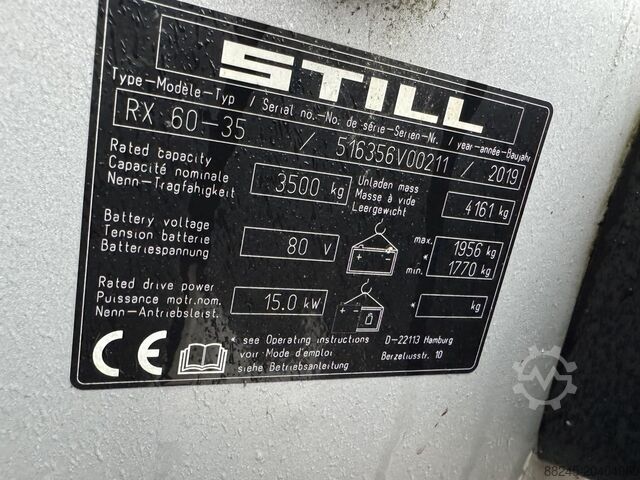 STILL
Type-Modèle-Typ / Serial no.-No. de série-Serien-Nr. / year-année-Baujahr
RX 60-35 / 516356V00211 / 2019
Rated capacity
Capacité nominale
Nenn-Tragfähigkeit
3500 kg
Unladen mass
Masse à vide
Leergewicht
4161 kg
Battery voltage
Tension batterie
Batteriespannung
80 V
max. 1956 kg
*
min. 1770 kg
Rated drive power
Puissance motr.nom.
Nenn-Antriebsleist.
15.0 kW
* kg
* see Operating instructions
voir Mode d'emploi
siehe Betriebsanleitung
D-22113 Hamburg
Berzeliusstr. 10
CE